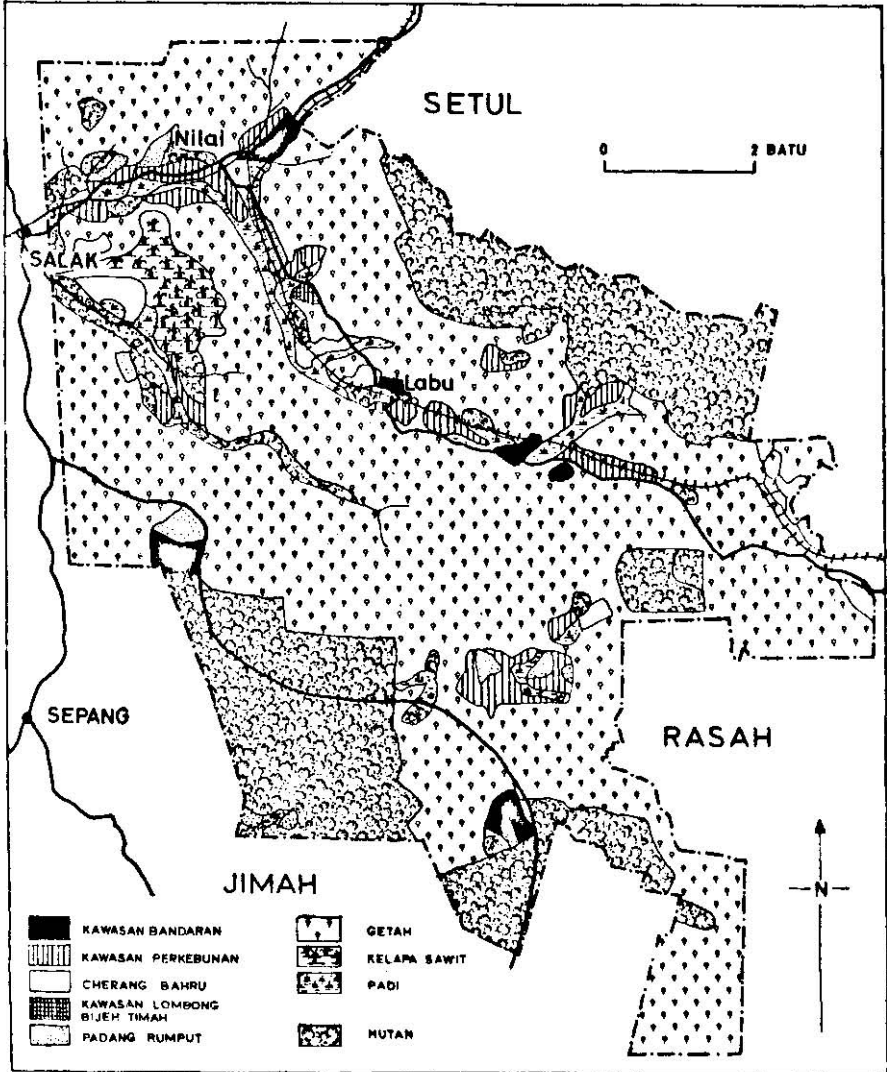 SETUL
Nilai
0 2 BATU
SALAK
Labu
SEPANG
RASAH
JIMAH
N
KAWASAN BANDARAN
KAWASAN PERKEBUNAN
CHERANG BAHRU
KAWASAN LOMBONG
BIJEH TIMAH
PADANG RUMPUT
GETAH
KELAPA SAWIT
PADI
HUTAN